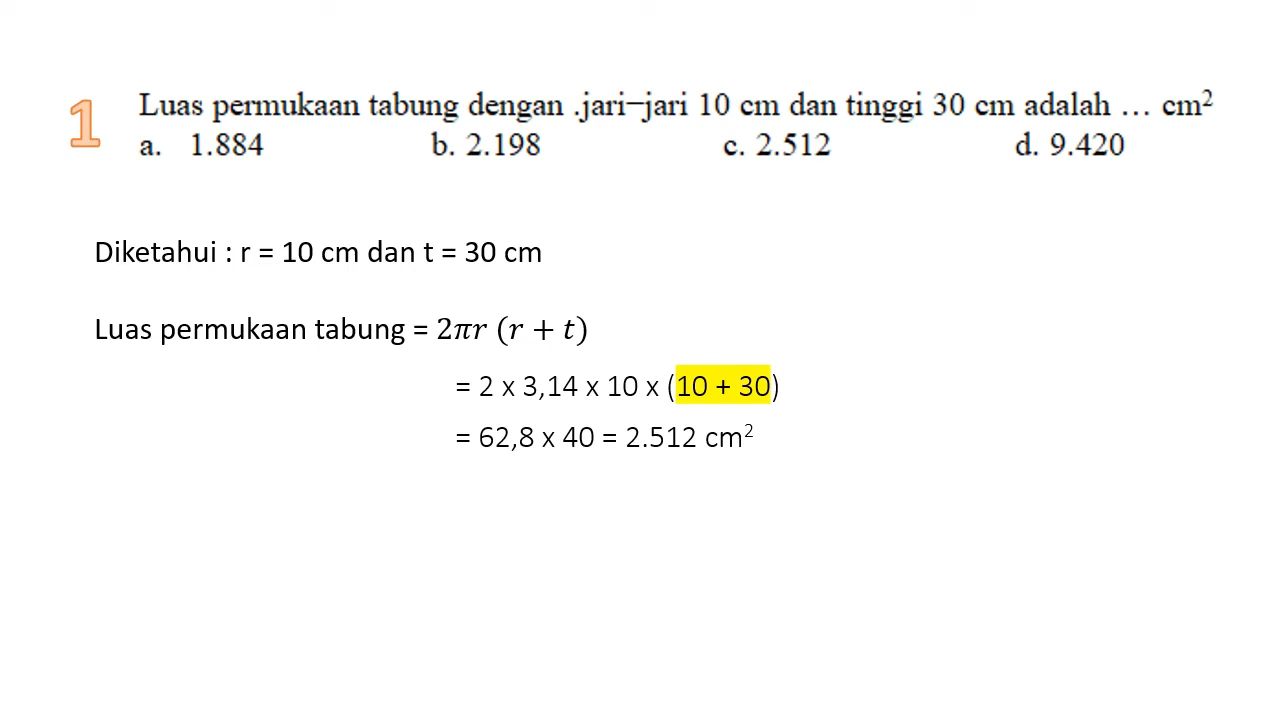 1
Luas permukaan tabung dengan .jari−jari 10 cm dan tinggi 30 cm adalah … cm²
a. 1.884 b. 2.198 c. 2.512 d. 9.420
Diketahui : r = 10 cm dan t = 30 cm
Luas permukaan tabung = 2𝜋𝑟 (𝑟 + 𝑡)
= 2 x 3,14 x 10 x (10 + 30)
= 62,8 x 40 = 2.512 cm²